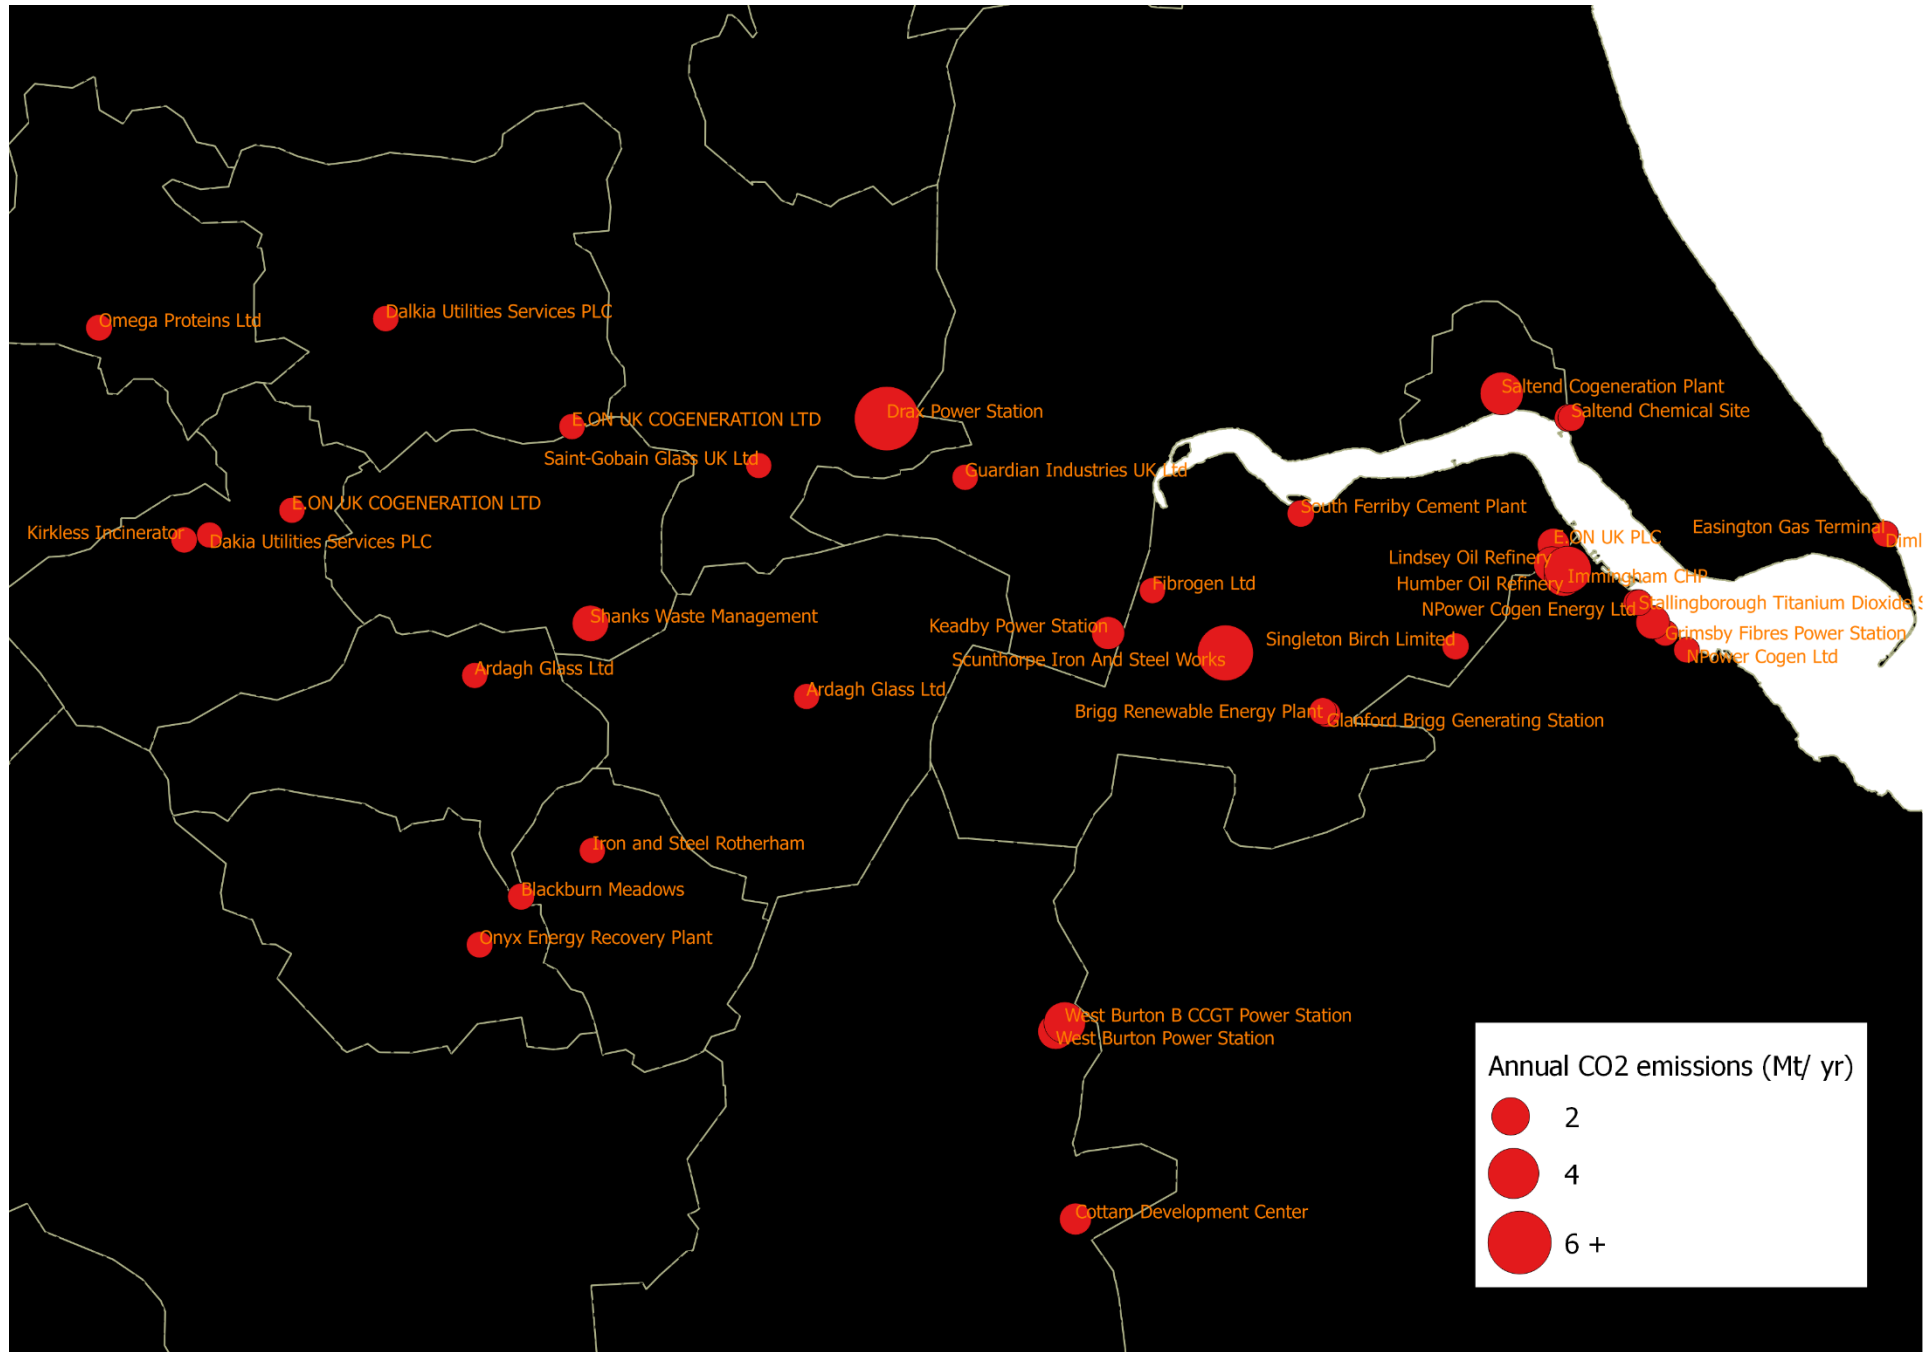 Omega Proteins Ltd
Dalkia Utilities Services PLC
Saltend Cogeneration Plant
Drax Power Station
Saltend Chemical Site
E.ON UK COGENERATION LTD
Saint-Gobain Glass UK Ltd
Guardian Industries UK Ltd
E.ON UK COGENERATION LTD
South Ferriby Cement Plant
Kirkless Incinerator
Dakia Utilities Services PLC
Easington Gas Terminal
Diml
E.ON UK PLC
Lindsey Oil Refinery
Immingham CHP
Humber Oil Refinery
Fibrogen Ltd
NPower Cogen Energy Ltd
Stallingborough Titanium Dioxide S
Shanks Waste Management
Keadby Power Station
Grimsby Fibres Power Station
Singleton Birch Limited
NPower Cogen Ltd
Scunthorpe Iron And Steel Works
Ardagh Glass Ltd
Ardagh Glass Ltd
Brigg Renewable Energy Plant
Glanford Brigg Generating Station
Iron and Steel Rotherham
Blackburn Meadows
Onyx Energy Recovery Plant
West Burton B CCGT Power Station
West Burton Power Station
Cottam Development Center
Annual CO2 emissions (Mt/ yr)
2
4
6 +